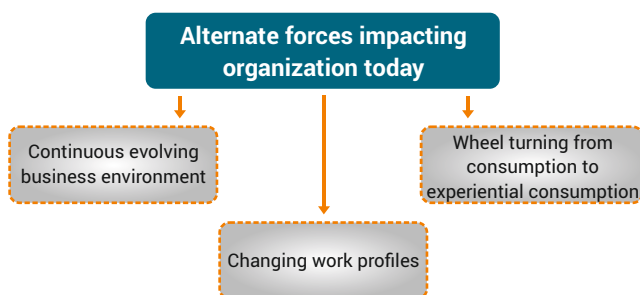 Alternate forces impacting
organization today
Continuous evolving
business environment
Wheel turning from
consumption to
experiential consumption
Changing work profiles